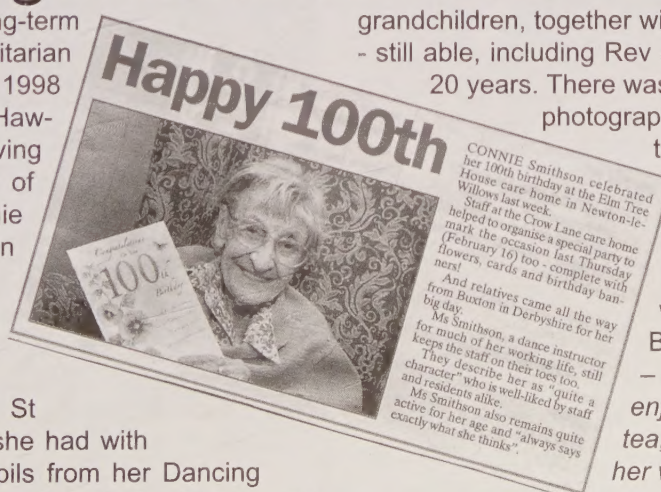 ng-term
itarian
1998
Haw-
ving
of
ie
n
St
she had with
pils from her Dancing
grandchildren, together wi
- still able, including Rev
20 years. There was
photograp
t
B
–
enj
tea,
her w
Happy 100th
Congratulations
100th
Birthday
CONNIE Smithson celebrated
her 100th birthday at the Elm Tree
House care home in Newton-le-
Willows last week.
Staff at the Crow Lane care home
helped to organise a special party to
mark the occasion last Thursday
(February 16) too - complete with
flowers, cards and birthday ban-
ners!
And relatives came all the way
from Buxton in Derbyshire for her
big day.
Ms Smithson, a dance instructor
for much of her working life, still
keeps the staff on their toes too.
They describe her as "quite a
character" who is well-liked by staff
and residents alike.
Ms Smithson also remains quite
active for her age and "always says
exactly what she thinks".